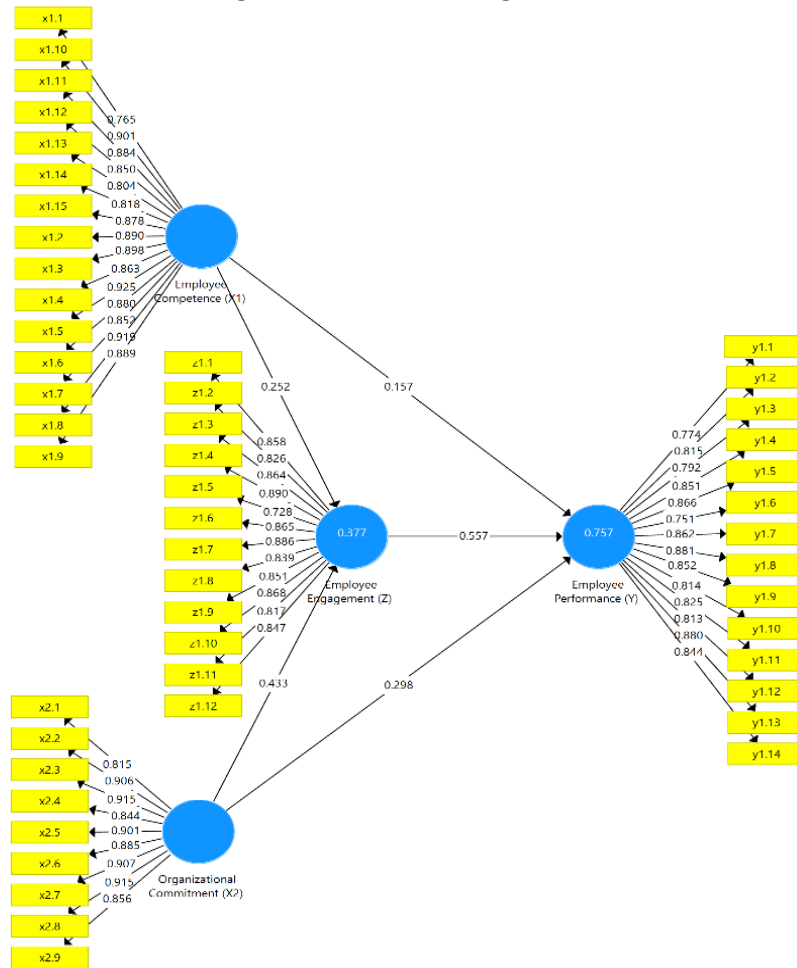 x1.1
x1.10
x1.11
x1.12
x1.13
x1.14
x1.15
x1.2
x1.3
x1.4
x1.5
x1.6
x1.7
x1.8
x1.9
0.765
0.901
0.884
0.850
0.804
0.818
0.878
0.890
0.898
0.863
0.925
0.880
0.852
0.919
0.889
Employee
Competence (X1)
0.252
0.157
z1.1
z1.2
z1.3
z1.4
z1.5
z1.6
z1.7
z1.8
z1.9
z1.10
z1.11
z1.12
0.858
0.826
0.864
0.890
0.728
0.865
0.886
0.839
0.851
0.868
0.817
0.847
0.377
Employee
Engagement (Z)
0.557
0.433
0.298
0.757
Employee
Performance (Y)
0.774
0.815
0.792
0.851
0.866
0.751
0.862
0.881
0.852
0.814
0.825
0.813
0.880
0.844
y1.1
y1.2
y1.3
y1.4
y1.5
y1.6
y1.7
y1.8
y1.9
y1.10
y1.11
y1.12
y1.13
y1.14
x2.1
x2.2
x2.3
x2.4
x2.5
x2.6
x2.7
x2.8
x2.9
0.815
0.906
0.915
0.844
0.901
0.885
0.907
0.915
0.856
Organizational
Commitment (X2)